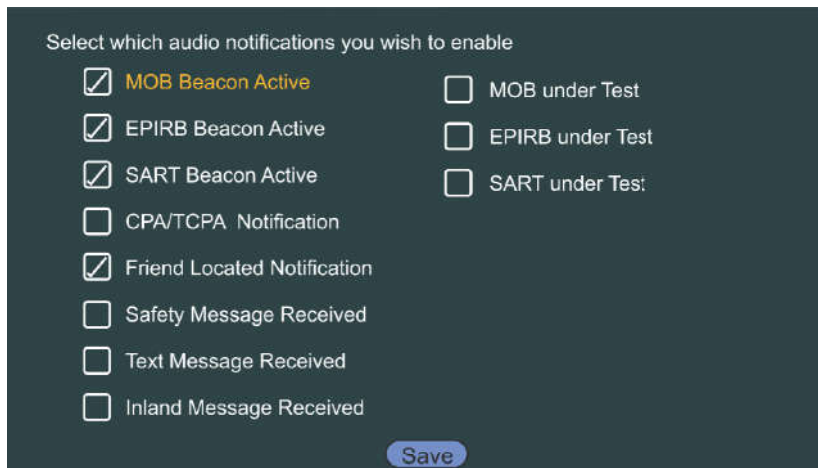 Select which audio notifications you wish to enable
MOB Beacon Active
EPIRB Beacon Active
SART Beacon Active
CPA/TCPA Notification
Friend Located Notification
Safety Message Received
Text Message Received
Inland Message Received
MOB under Test
EPIRB under Test
SART under Test
Save